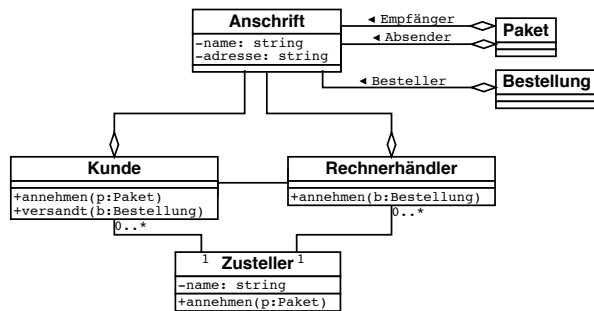 Anschrift
-name: string
-adresse: string
◄ Empfänger
◄ Absender
Paket
◄ Besteller
Bestellung
Kunde
+annehmen(p:Paket)
+versandt(b:Bestellung)
0..*
Rechnerhändler
+annehmen(b:Bestellung)
0..*
1
1
Zusteller
-name: string
+annehmen(p:Paket)